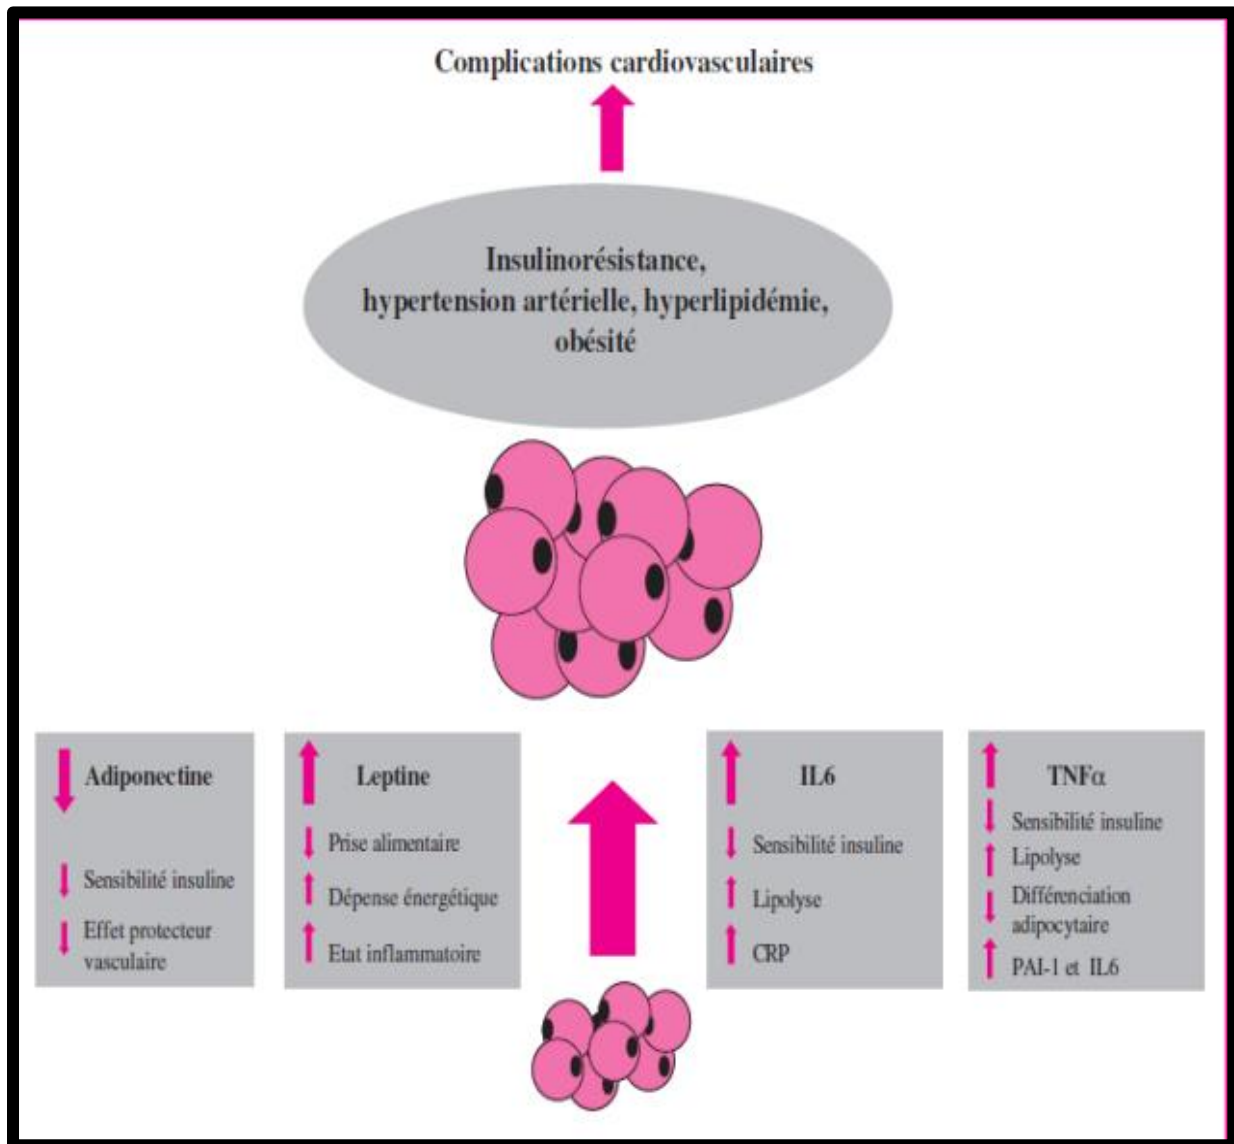 Complications cardiovasculaires
Insulinorésistance,
hypertension artérielle, hyperlipidémie,
obésité
Adiponectine
Sensibilité insuline
Effet protecteur
vasculaire
Leptine
Prise alimentaire
Dépense énergétique
Etat inflammatoire
IL6
Sensibilité insuline
Lipolyse
CRP
TNFα
Sensibilité insuline
Lipolyse
Différenciation
adipocytaire
PAI-1 et IL6